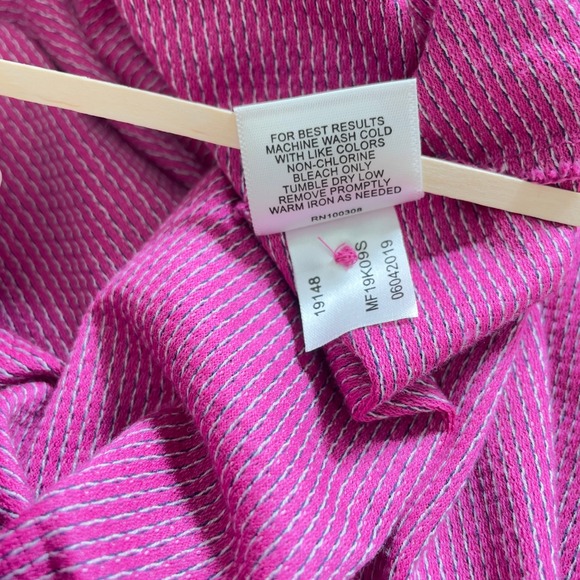 FOR BEST RESULTS
MACHINE WASH COLD
WITH LIKE COLORS
NON-CHLORINE
BLEACH ONLY
TUMBLE DRY LOW
REMOVE PROMPTLY
WARM IRON AS NEEDED
RN100308
19148
MF19K09S
06042019